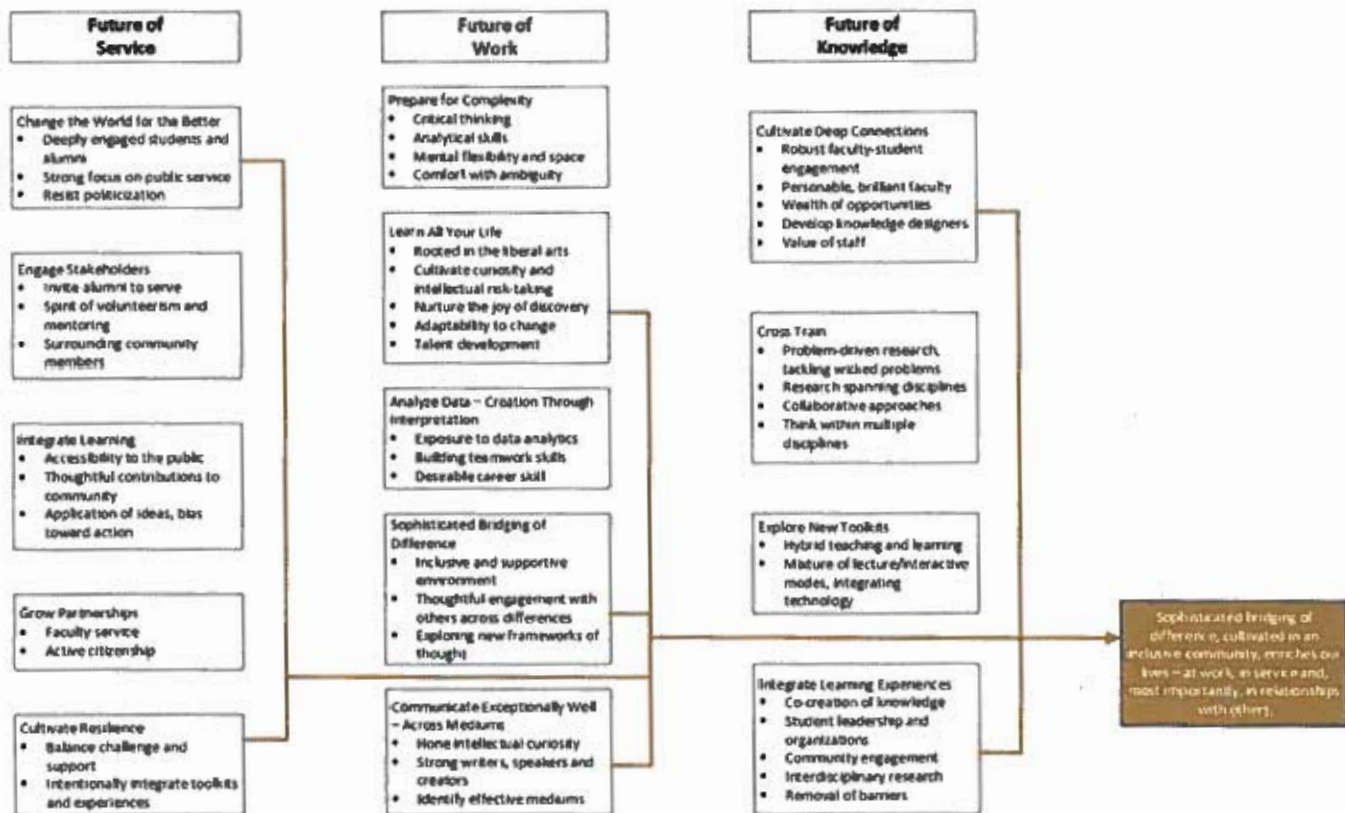 Future of
Service
Change the World for the Better
• Deeply engaged students and
alumni
• Strong focus on public service
• Resist politicization
Engage Stakeholders
• Invite alumni to serve
• Spirit of volunteerism and
mentoring
• Surrounding community
members
Integrate Learning
• Accessibility to the public
• Thoughtful contributions to
community
• Application of ideas, bias
toward action
Grow Partnerships
• Faculty service
• Active citizenship
Cultivate Resilience
• Balance challenge and
support
• Intentionally integrate toolkits
and experiences
Future of
Work
Prepare for Complexity
• Critical thinking
• Analytical skills
• Mental flexibility and space
• Comfort with ambiguity
Learn All Your Life
• Rooted in the liberal arts
• Cultivate curiosity and
intellectual risk-taking
• Nurture the joy of discovery
• Adaptability to change
• Talent development
Analyze Data – Creation Through
Interpretation
• Exposure to data analytics
• Building teamwork skills
• Desirable career skill
Sophisticated Bridging of
Difference
• Inclusive and supportive
environment
• Thoughtful engagement with
others across differences
• Exploring new frameworks of
thought
Communicate Exceptionally Well
– Across Mediums
• Hone intellectual curiosity
• Strong writers, speakers and
creators
• Identify effective mediums
Future of
Knowledge
Cultivate Deep Connections
• Robust faculty-student
engagement
• Personable, brilliant faculty
• Wealth of opportunities
• Develop knowledge designers
• Value of staff
Cross Train
• Problem-driven research,
tackling wicked problems
• Research spanning disciplines
• Collaborative approaches
• Think within multiple
disciplines
Explore New Toolkits
• Hybrid teaching and learning
• Mixture of lecture/interactive
modes, integrating
technology
Integrate Learning Experiences
• Co-creation of knowledge
• Student leadership and
organizations
• Community engagement
• Interdisciplinary research
• Removal of barriers
Sophisticated bridging of
difference, cultivated in an
inclusive community, enriches our
lives – at work, in service and,
most importantly, in relationships
with others.